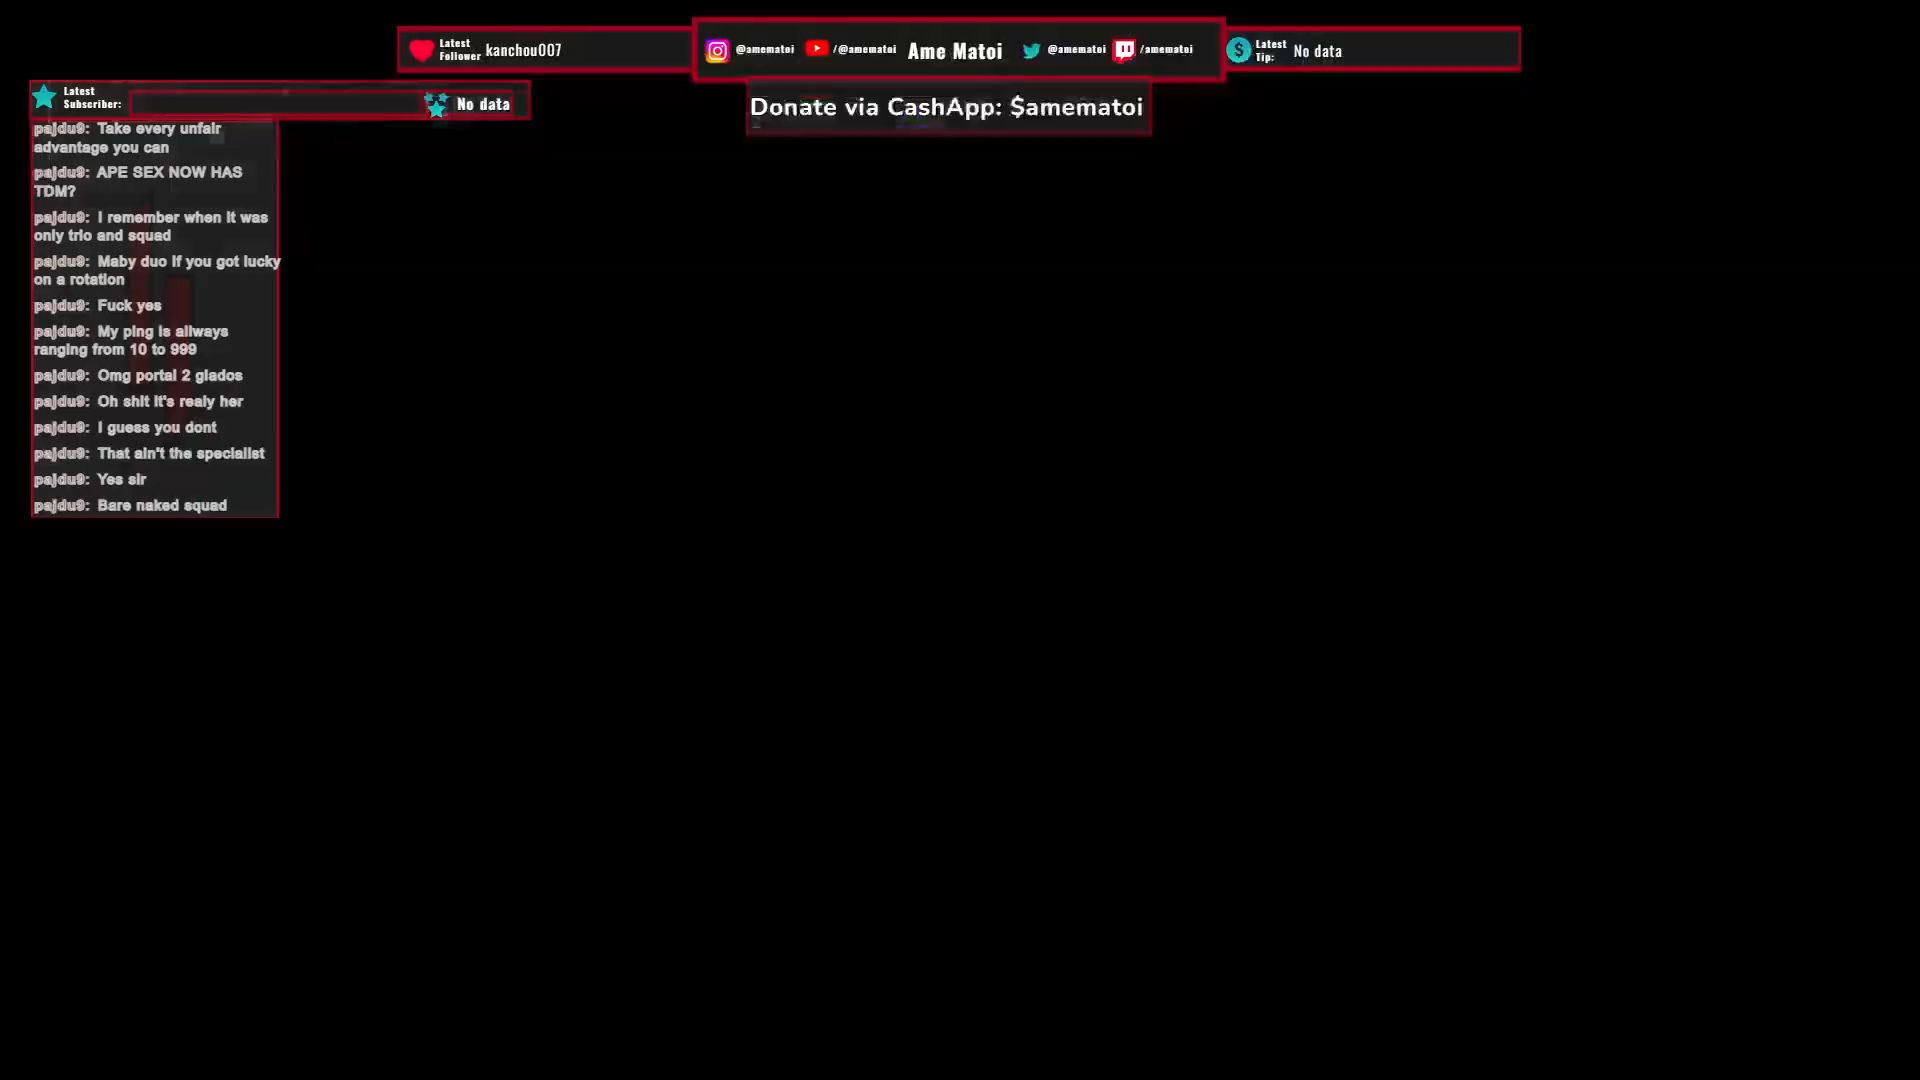 Latest
Follower kanchou007
@amematoi /@amematoi Ame Matoi @amematoi /amematoi
Latest
Tip: No data
Latest
Subscriber:
No data
Donate via CashApp: $amematoi
pajdu9: Take every unfair
advantage you can
pajdu9: APE SEX NOW HAS
TDM?
pajdu9: I remember when it was
only trio and squad
pajdu9: Maby duo if you got lucky
on a rotation
pajdu9: Fuck yes
pajdu9: My ping is allways
ranging from 10 to 999
pajdu9: Omg portal 2 glados
pajdu9: Oh shit it's realy her
pajdu9: I guess you dont
pajdu9: That ain't the specialist
pajdu9: Yes sir
pajdu9: Bare naked squad